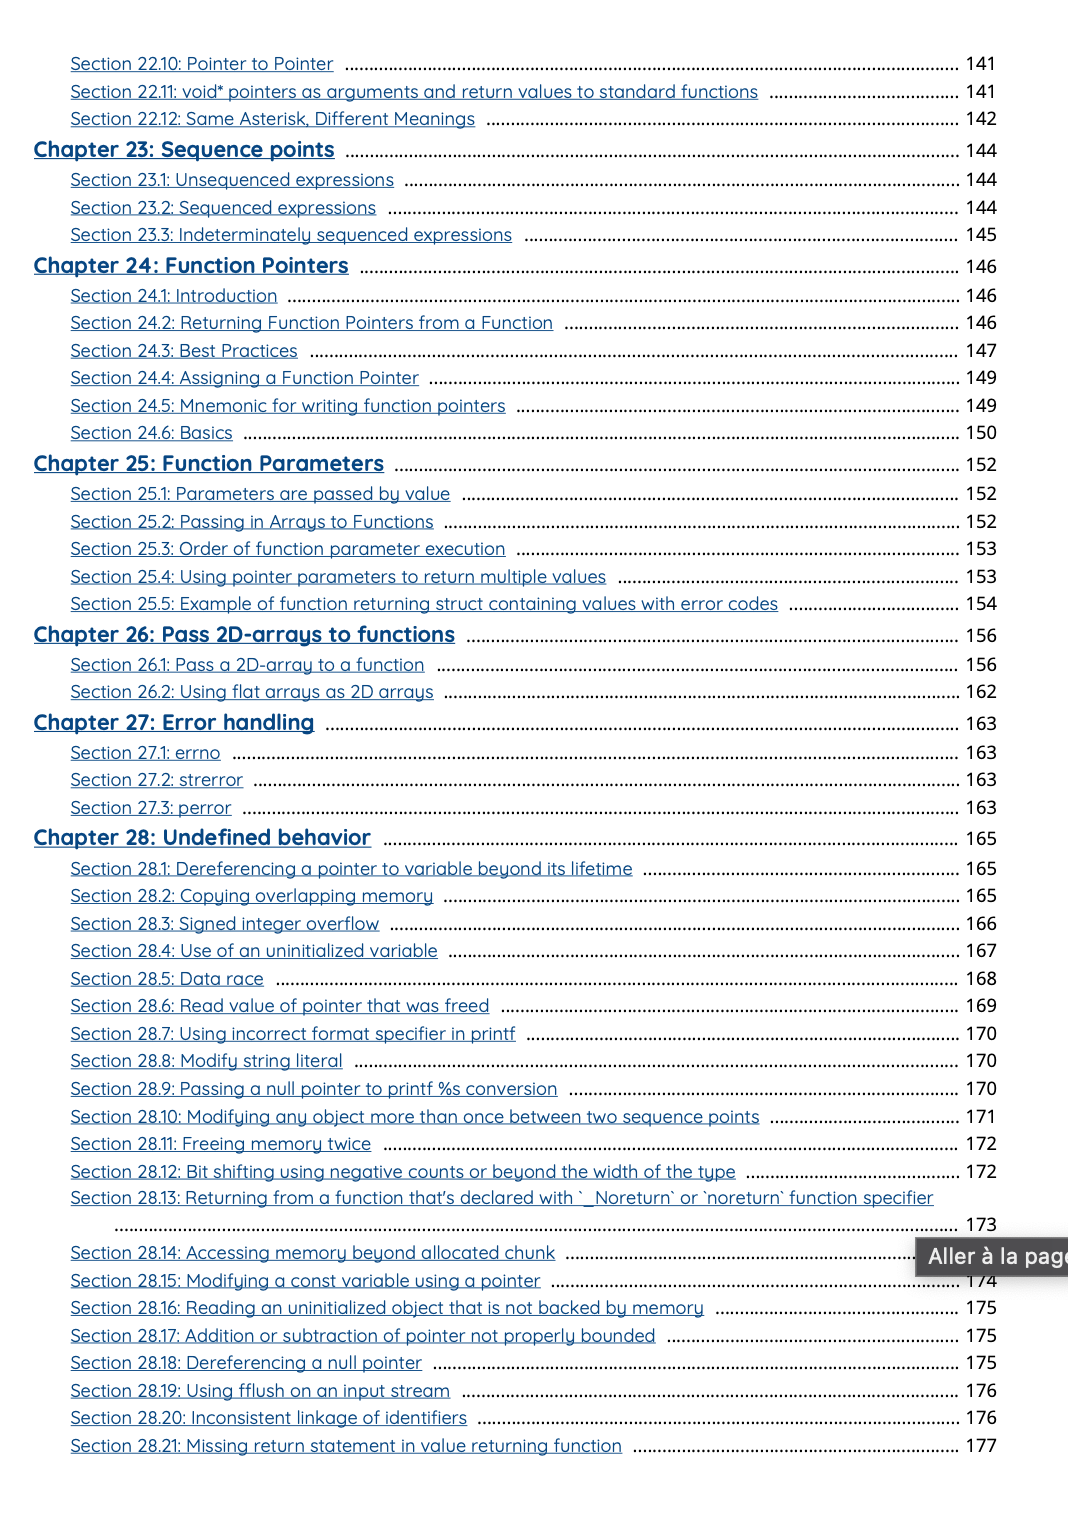 Section 22.10: Pointer to Pointer ........ 141
Section 22.11: void* pointers as arguments and return values to standard functions ........ 141
Section 22.12: Same Asterisk, Different Meanings ........ 142
Chapter 23: Sequence points ........ 144
Section 23.1: Unsequenced expressions ........ 144
Section 23.2: Sequenced expressions ........ 144
Section 23.3: Indeterminately sequenced expressions ........ 145
Chapter 24: Function Pointers ........ 146
Section 24.1: Introduction ........ 146
Section 24.2: Returning Function Pointers from a Function ........ 146
Section 24.3: Best Practices ........ 147
Section 24.4: Assigning a Function Pointer ........ 149
Section 24.5: Mnemonic for writing function pointers ........ 149
Section 24.6: Basics ........ 150
Chapter 25: Function Parameters ........ 152
Section 25.1: Parameters are passed by value ........ 152
Section 25.2: Passing in Arrays to Functions ........ 152
Section 25.3: Order of function parameter execution ........ 153
Section 25.4: Using pointer parameters to return multiple values ........ 153
Section 25.5: Example of function returning struct containing values with error codes ........ 154
Chapter 26: Pass 2D-arrays to functions ........ 156
Section 26.1: Pass a 2D-array to a function ........ 156
Section 26.2: Using flat arrays as 2D arrays ........ 162
Chapter 27: Error handling ........ 163
Section 27.1: errno ........ 163
Section 27.2: strerror ........ 163
Section 27.3: perror ........ 163
Chapter 28: Undefined behavior ........ 165
Section 28.1: Dereferencing a pointer to variable beyond its lifetime ........ 165
Section 28.2: Copying overlapping memory ........ 165
Section 28.3: Signed integer overflow ........ 166
Section 28.4: Use of an uninitialized variable ........ 167
Section 28.5: Data race ........ 168
Section 28.6: Read value of pointer that was freed ........ 169
Section 28.7: Using incorrect format specifier in printf ........ 170
Section 28.8: Modify string literal ........ 170
Section 28.9: Passing a null pointer to printf %s conversion ........ 170
Section 28.10: Modifying any object more than once between two sequence points ........ 171
Section 28.11: Freeing memory twice ........ 172
Section 28.12: Bit shifting using negative counts or beyond the width of the type ........ 172
Section 28.13: Returning from a function that's declared with `_Noreturn` or `noreturn` function specifier
........ 173
Section 28.14: Accessing memory beyond allocated chunk ........
Aller à la page
Section 28.15: Modifying a const variable using a pointer ........ 174
Section 28.16: Reading an uninitialized object that is not backed by memory ........ 175
Section 28.17: Addition or subtraction of pointer not properly bounded ........ 175
Section 28.18: Dereferencing a null pointer ........ 175
Section 28.19: Using fflush on an input stream ........ 176
Section 28.20: Inconsistent linkage of identifiers ........ 176
Section 28.21: Missing return statement in value returning function ........ 177